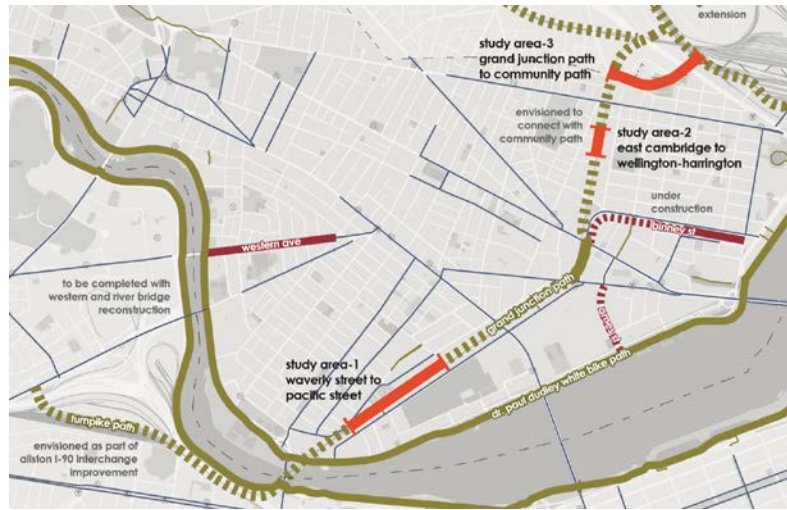 extension
study area-3
grand junction path
to community path
envisioned to
connect with
community path
study area-2
east cambridge to
wellington-harrington
under
construction
binney st
western ave
to be completed with
western and river bridge
reconstruction
grand junction path
ames st
study area-1
waverly street to
pacific street
dr. paul dudley white bike path
turnpike path
envisioned as part of
allston I-90 interchange
improvement